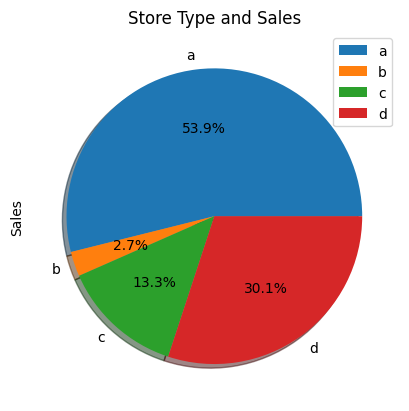 Store Type and Sales
a
a
b
c
d
53.9%
Sales
2.7%
b
13.3%
30.1%
c
d